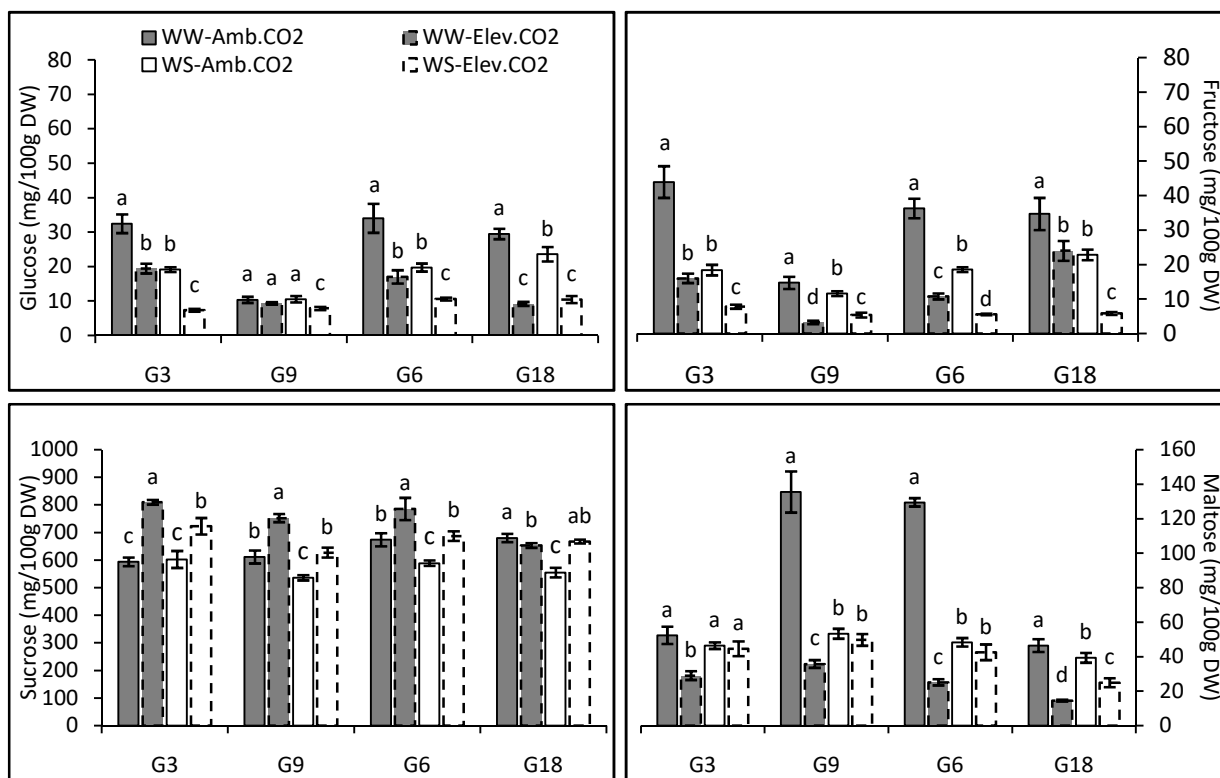 WW-Amb.CO2 WW-Elev.CO2
WS-Amb.CO2 WS-Elev.CO2
Glucose (mg/100g DW)
80
70
60
50
40
30
20
10
0
a b b c a a a c a c b c a c b c
G3 G9 G6 G18
Fructose (mg/100g DW)
80
70
60
50
40
30
20
10
0
a b b c a d b c a c b d a b b c
G3 G9 G6 G18
Sucrose (mg/100g DW)
1000
900
800
700
600
500
400
300
200
100
0
c a c b b a c b b a c b a b c ab
G3 G9 G6 G18
Maltose (mg/100g DW)
160
140
120
100
80
60
40
20
0
a b a a a c b b a c b b a d b c
G3 G9 G6 G18